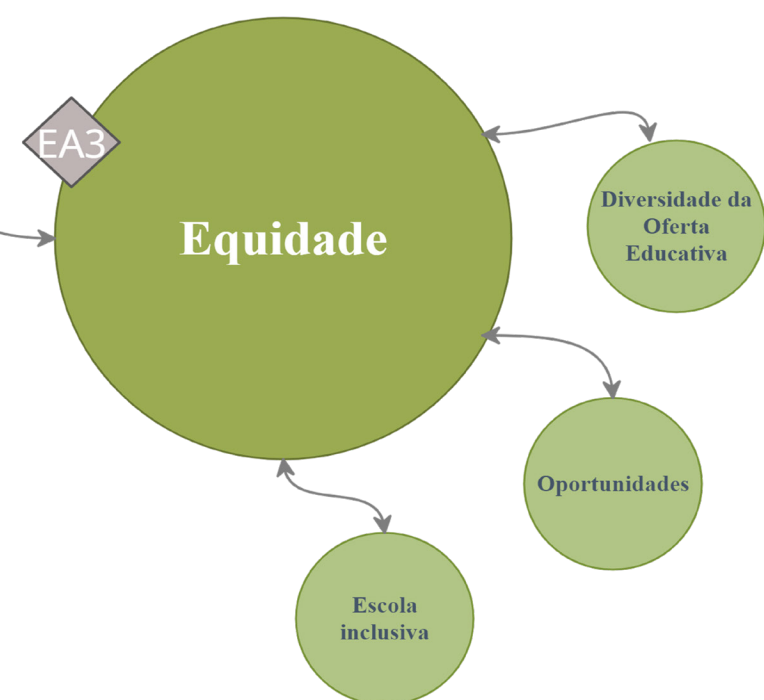 EA3
Equidade
Diversidade da
Oferta
Educativa
Oportunidades
Escola
inclusiva